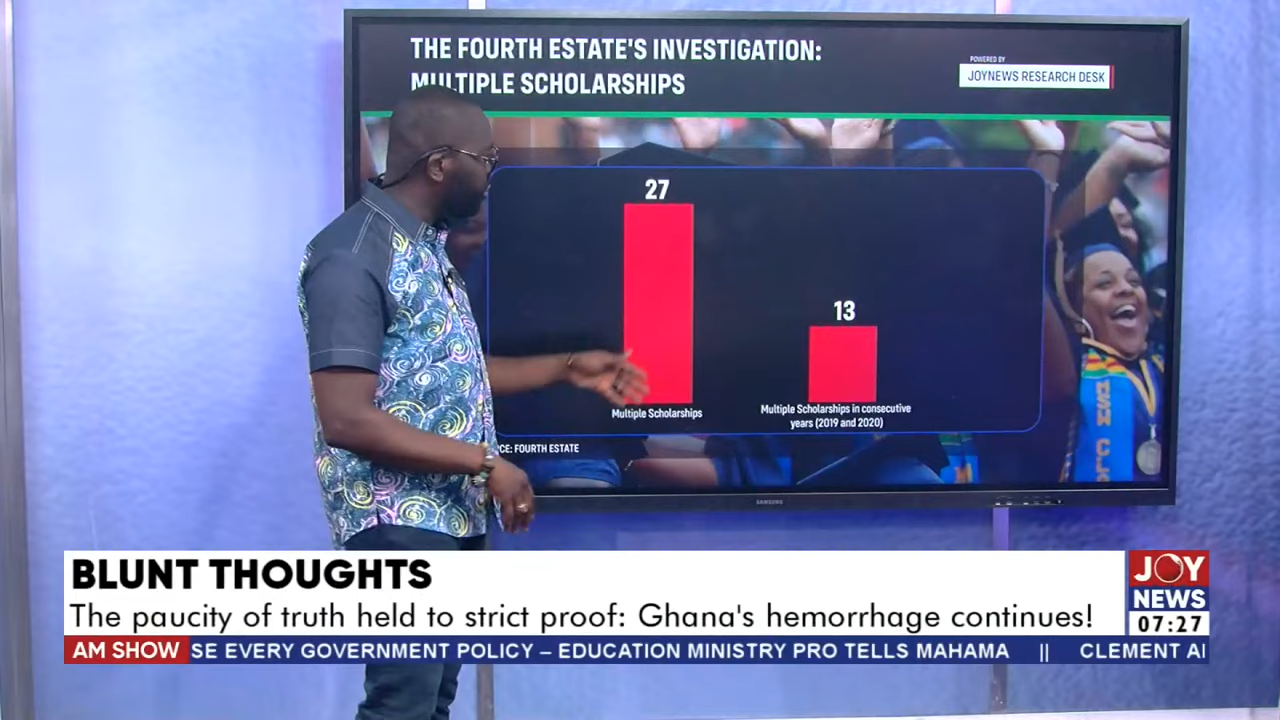 THE FOURTH ESTATE'S INVESTIGATION:
MULTIPLE SCHOLARSHIPS
POWERED BY
JOYNEWS RESEARCH DESK
27
13
Multiple Scholarships
Multiple Scholarships in consecutive
years (2019 and 2020)
CE: FOURTH ESTATE
SAMSUNG
BLUNT THOUGHTS
The paucity of truth held to strict proof: Ghana's hemorrhage continues!
JOY
NEWS
07:27
AM SHOW
SE EVERY GOVERNMENT POLICY – EDUCATION MINISTRY PRO TELLS MAHAMA || CLEMENT